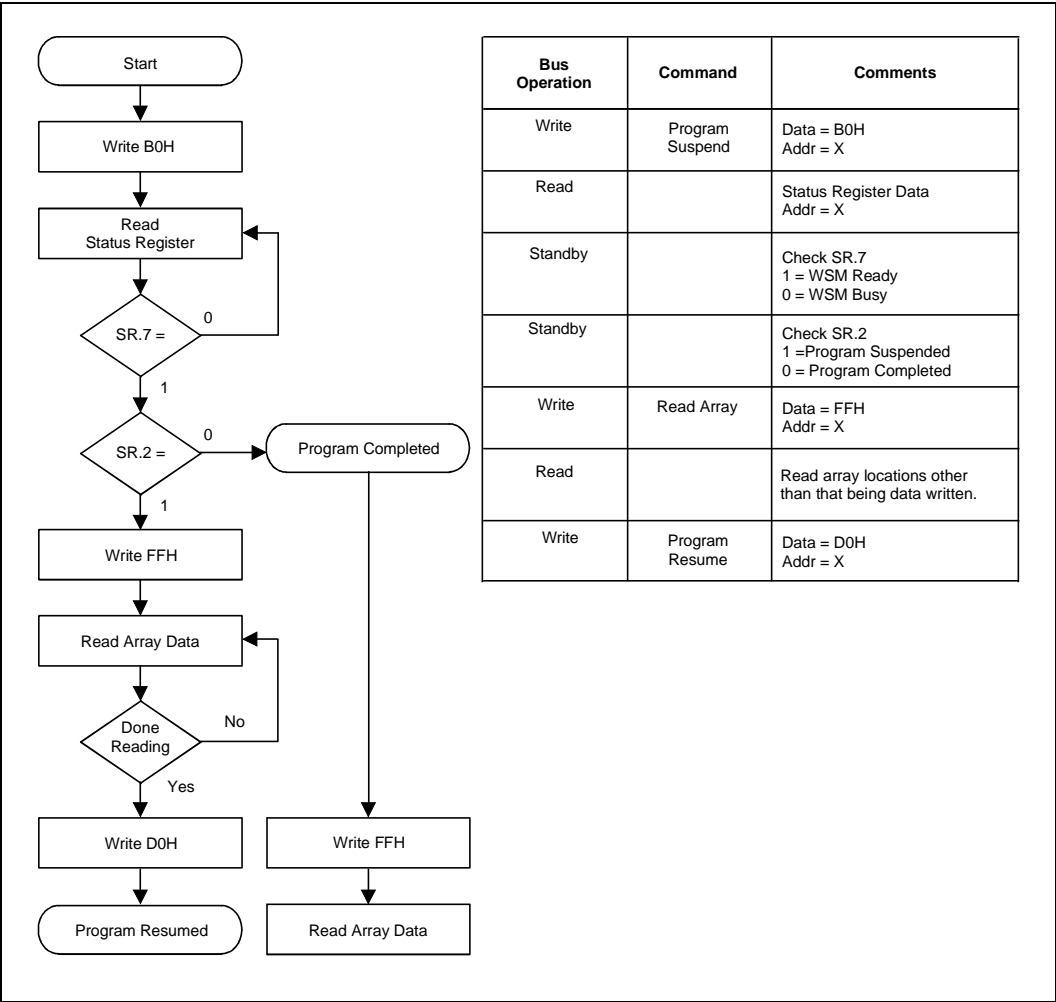 Start
Write B0H
Read
Status Register
SR.7 =
0
1
SR.2 =
0
Program Completed
1
Write FFH
Read Array Data
Done
Reading
No
Yes
Write D0H
Write FFH
Program Resumed
Read Array Data
Bus
Operation
Command
Comments
Write
Program
Suspend
Data = B0H
Addr = X
Read
Status Register Data
Addr = X
Standby
Check SR.7
1 = WSM Ready
0 = WSM Busy
Standby
Check SR.2
1 =Program Suspended
0 = Program Completed
Write
Read Array
Data = FFH
Addr = X
Read
Read array locations other
than that being data written.
Write
Program
Resume
Data = D0H
Addr = X